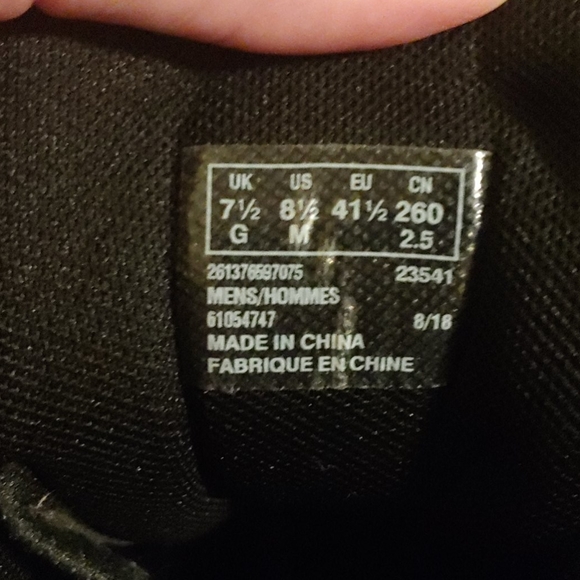 UK US EU CN
7½ 8½ 41½ 260
G M 2.5
261376597075 23541
MENS/HOMMES
61054747 8/18
MADE IN CHINA
FABRIQUE EN CHINE